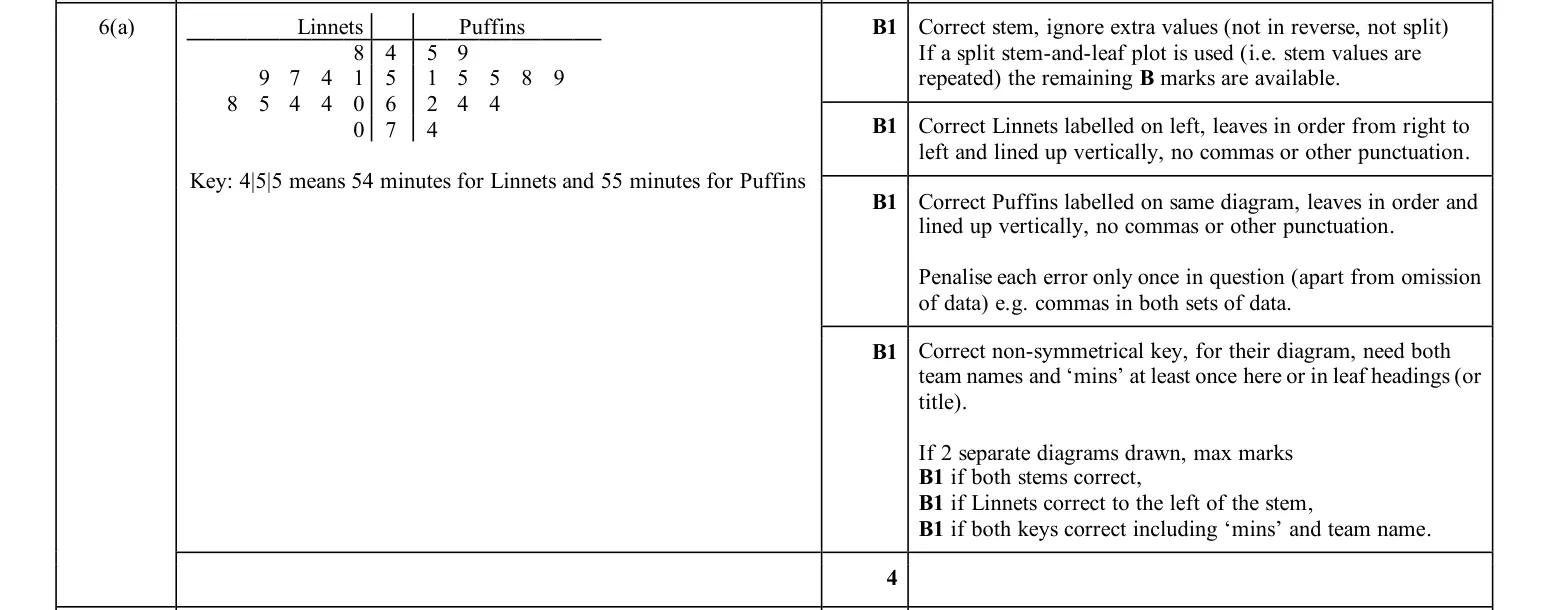 6(a)
Linnets Puffins
8 4 5 9
9 7 4 1 5 1 5 5 8 9
8 5 4 4 0 6 2 4 4
0 7 4
Key: 4|5|5 means 54 minutes for Linnets and 55 minutes for Puffins
B1 Correct stem, ignore extra values (not in reverse, not split)
If a split stem-and-leaf plot is used (i.e. stem values are
repeated) the remaining B marks are available.
B1 Correct Linnets labelled on left, leaves in order from right to
left and lined up vertically, no commas or other punctuation.
B1 Correct Puffins labelled on same diagram, leaves in order and
lined up vertically, no commas or other punctuation.
Penalise each error only once in question (apart from omission
of data) e.g. commas in both sets of data.
B1 Correct non-symmetrical key, for their diagram, need both
team names and ‘mins’ at least once here or in leaf headings (or
title).
If 2 separate diagrams drawn, max marks
B1 if both stems correct,
B1 if Linnets correct to the left of the stem,
B1 if both keys correct including ‘mins’ and team name.
4